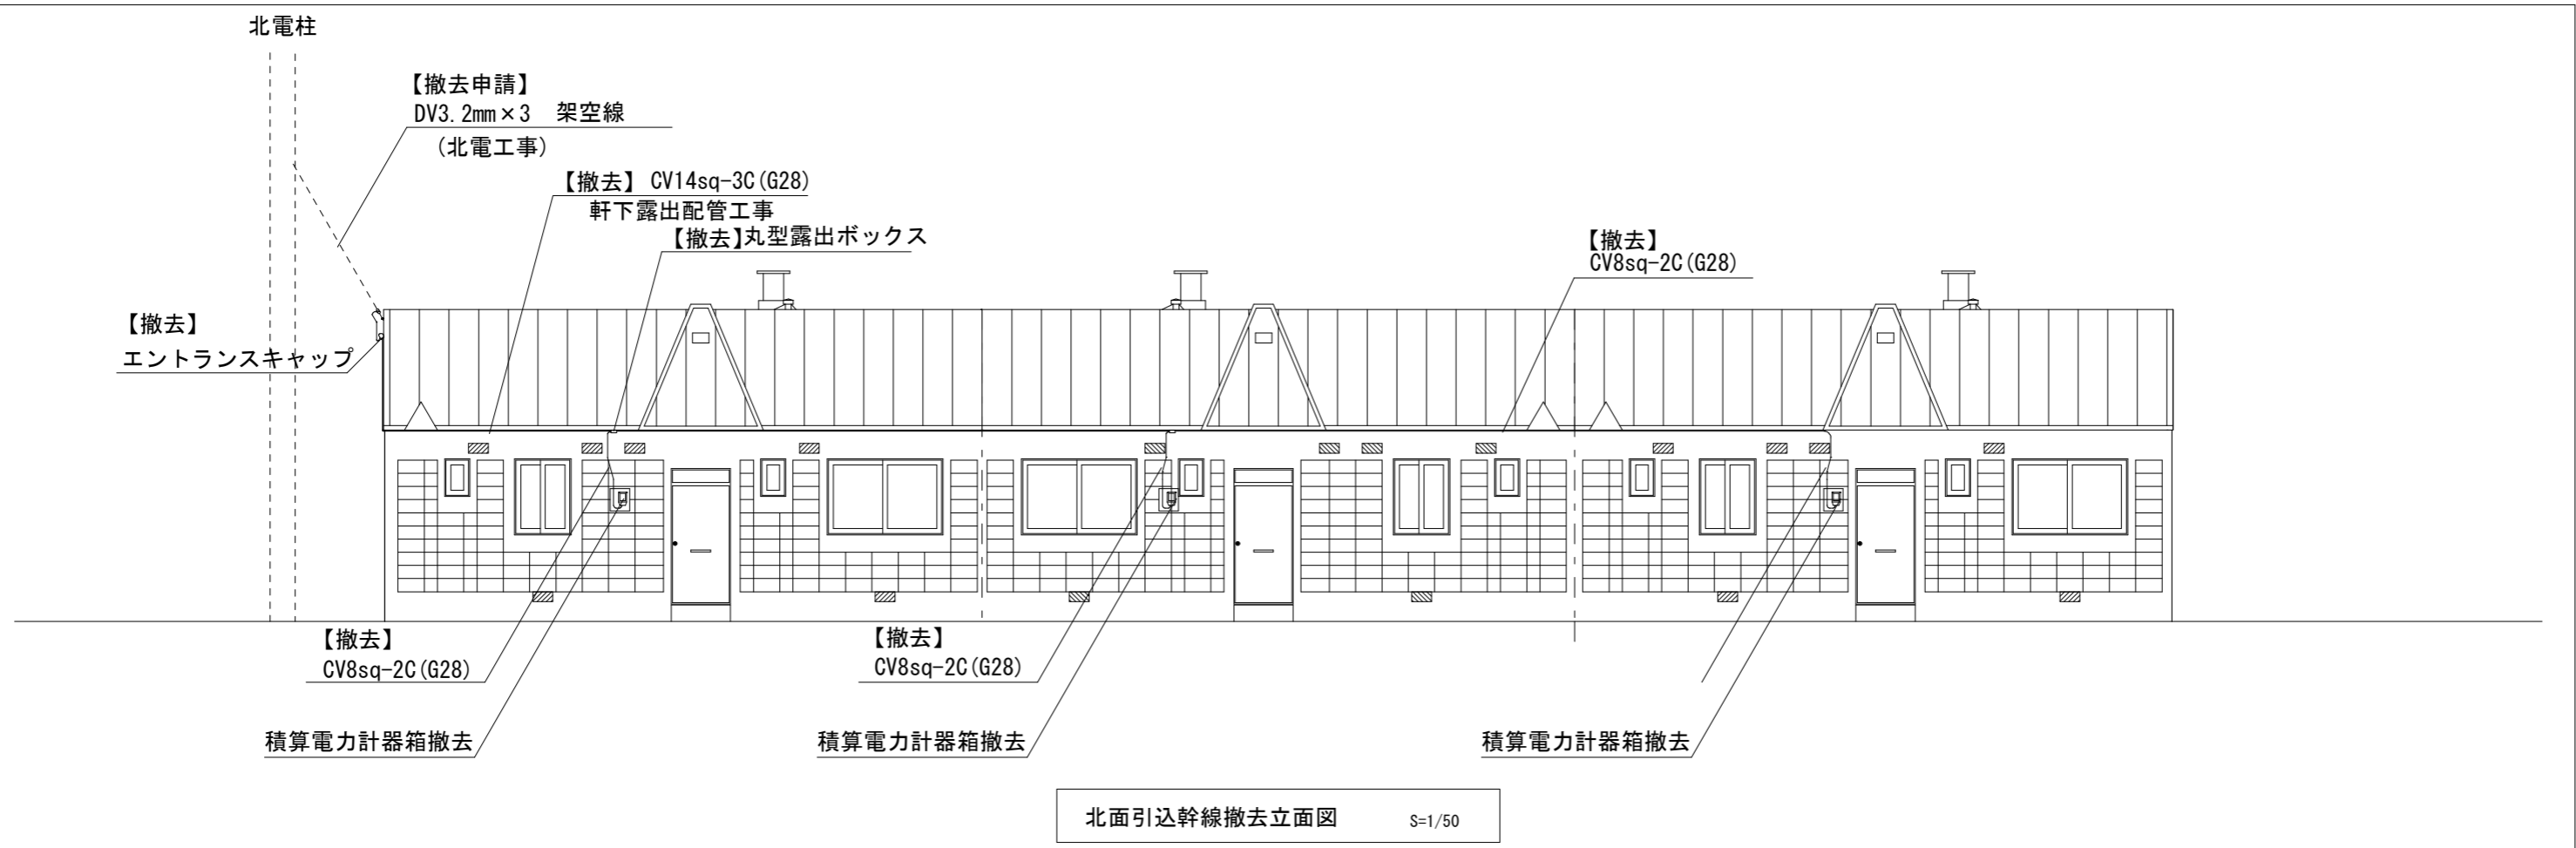 北電柱
【撤去申請】
DV3.2mm×3 架空線
(北電工事)
【撤去】 CV14sq-3C(G28)
軒下露出配管工事
【撤去】丸型露出ボックス
【撤去】
CV8sq-2C(G28)
【撤去】
エントランスキャップ
【撤去】
CV8sq-2C(G28)
【撤去】
CV8sq-2C(G28)
積算電力計器箱撤去
積算電力計器箱撤去
積算電力計器箱撤去
北面引込幹線撤去立面図 S=1/50